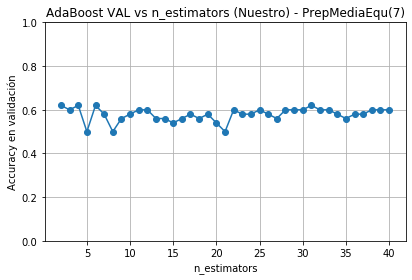 AdaBoost VAL vs n_estimators (Nuestro) - PrepMediaEqu(7)
Accuracy en validación
1.0
0.8
0.6
0.4
0.2
0.0
5 10 15 20 25 30 35 40
n_estimators